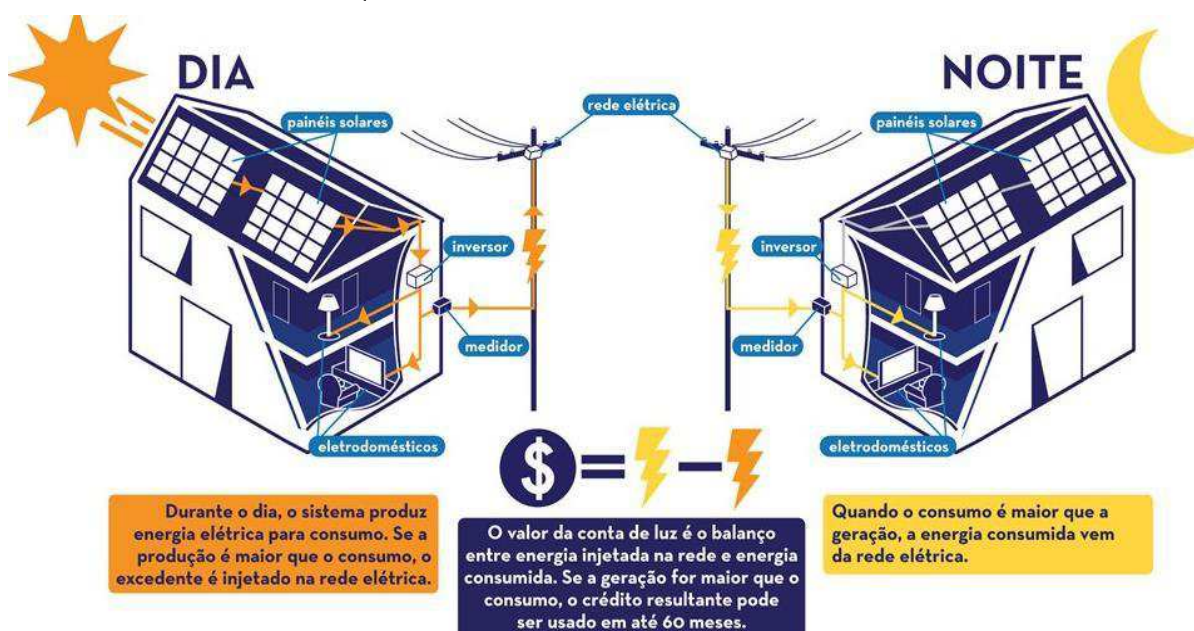 DIA
NOITE
painéis solares
rede elétrica
painéis solares
inversor
inversor
medidor
medidor
eletrodomésticos
eletrodomésticos
$ = -
Durante o dia, o sistema produz
energia elétrica para consumo. Se a
produção é maior que o consumo, o
excedente é injetado na rede elétrica.
O valor da conta de luz é o balanço
entre energia injetada na rede e energia
consumida. Se a geração for maior que o
consumo, o crédito resultante pode
ser usado em até 60 meses.
Quando o consumo é maior que a
geração, a energia consumida vem
da rede elétrica.